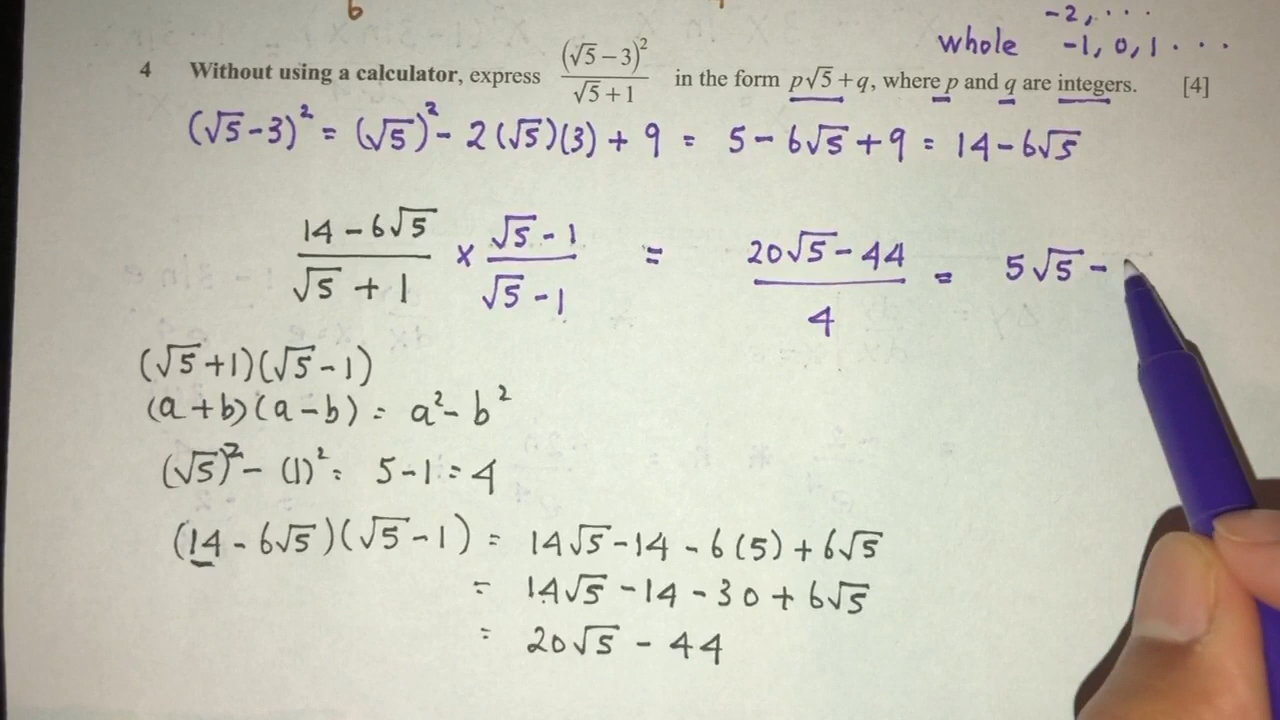 6
-2, ...
whole -1, 0, 1 ...
4 Without using a calculator, express (√5 − 3)² / (√5 + 1) in the form p√5 + q, where p and q are integers. [4]
(√5 - 3)² = (√5)² - 2(√5)(3) + 9 = 5 - 6√5 + 9 = 14 - 6√5
(14 - 6√5) / (√5 + 1) × (√5 - 1) / (√5 - 1) = (20√5 - 44) / 4 = 5√5 -
(√5 + 1)(√5 - 1)
(a + b)(a - b) = a² - b²
(√5)² - (1)² = 5 - 1 = 4
(14 - 6√5)(√5 - 1) = 14√5 - 14 - 6(5) + 6√5
= 14√5 - 14 - 30 + 6√5
= 20√5 - 44